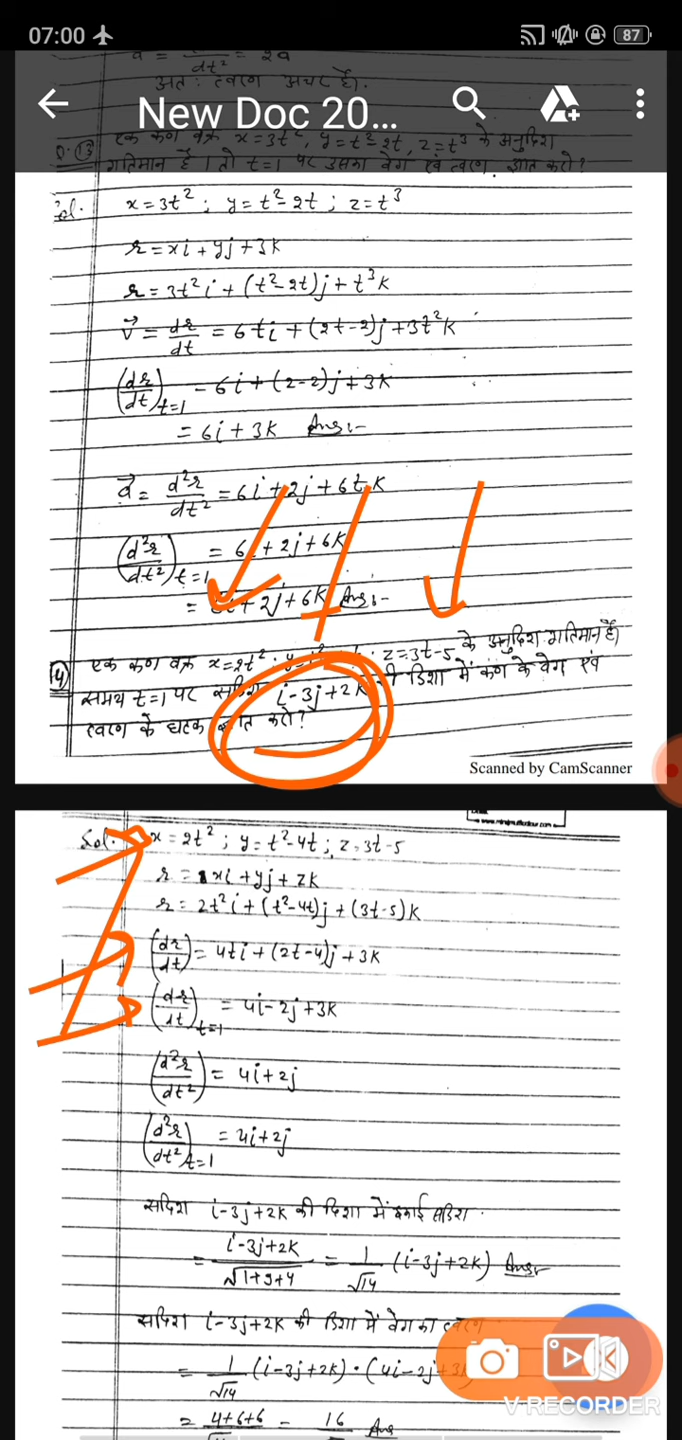 07:00
87
dt²
अतः त्वरण अचर है।
New Doc 20...
Q.(13) एक कण वक्र x=3t², y=t²-2t, z=t³ के अनुदिश
गतिमान है। तो t=1 पर उसका वेग एवं त्वरण ज्ञात करो?
Sol. x=3t² ; y=t²-2t ; z=t³
r=xi+yj+3k
r=3t²i+(t²-2t)j+t³k
v⃗ = dr/dt = 6ti+(2t-2)j+3t²k
(dr/dt)t=1 = 6i+(2-2)j+3k
= 6i+3k Ans:-
a⃗ = d²r/dt² = 6i+2j+6tk
(d²r/dt²)t=1 = 6i+2j+6k
= 6i+2j+6k Ans:-
एक कण वक्र x=2t² ; z=3t-5 के अनुदिश गतिमान है।
समय t=1 पर सदिश i-3j+2k की दिशा में कण के वेग एवं
त्वरण के घटक ज्ञात करो?
Scanned by CamScanner
Sol. x=2t² ; y=t²-4t ; z=3t-5
r=xi+yj+zk
r=2t²i+(t²-4t)j+(3t-5)k
(dr/dt) = 4ti+(2t-4)j+3k
(dr/dt)t=1 = 4i-2j+3k
(d²r/dt²) = 4i+2j
(d²r/dt²)t=1 = 4i+2j
सदिश i-3j+2k की दिशा में इकाई सदिश
= i-3j+2k/√1+9+4 = 1/√14 (i-3j+2k) Ans
सदिश i-3j+2k की दिशा में वेग का
= 1/√14 (i-3j+2k)·(4i-2j+3
= 4+6+6 = 16 Ans
V RECORDER